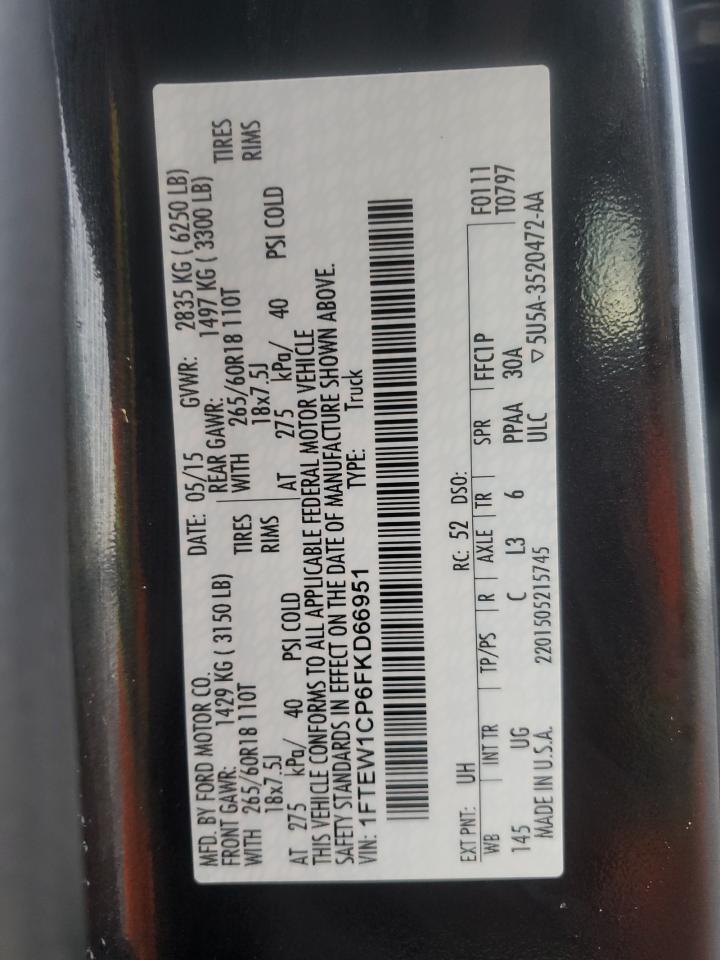 MFD. BY FORD MOTOR CO. DATE: 05/15 GVWR: 2835 KG ( 6250 LB)
FRONT GAWR: 1429 KG ( 3150 LB) REAR GAWR: 1497 KG ( 3300 LB)
WITH 265/60R18 110T TIRES WITH 265/60R18 110T TIRES
18x7.5J RIMS 18x7.5J RIMS
AT 275 kPa/ 40 PSI COLD AT 275 kPa/ 40 PSI COLD
THIS VEHICLE CONFORMS TO ALL APPLICABLE FEDERAL MOTOR VEHICLE
SAFETY STANDARDS IN EFFECT ON THE DATE OF MANUFACTURE SHOWN ABOVE.
VIN: 1FTEW1CP6FKD66951 TYPE: Truck
EXT PNT: UH RC: 52 DSO:
WB INT TR TP/PS R AXLE TR SPR FFC1P F0111
145 UG C L3 6 PPAA 30A T0797
MADE IN U.S.A. 2201505215745 ULC ▽5U5A-3520472-AA